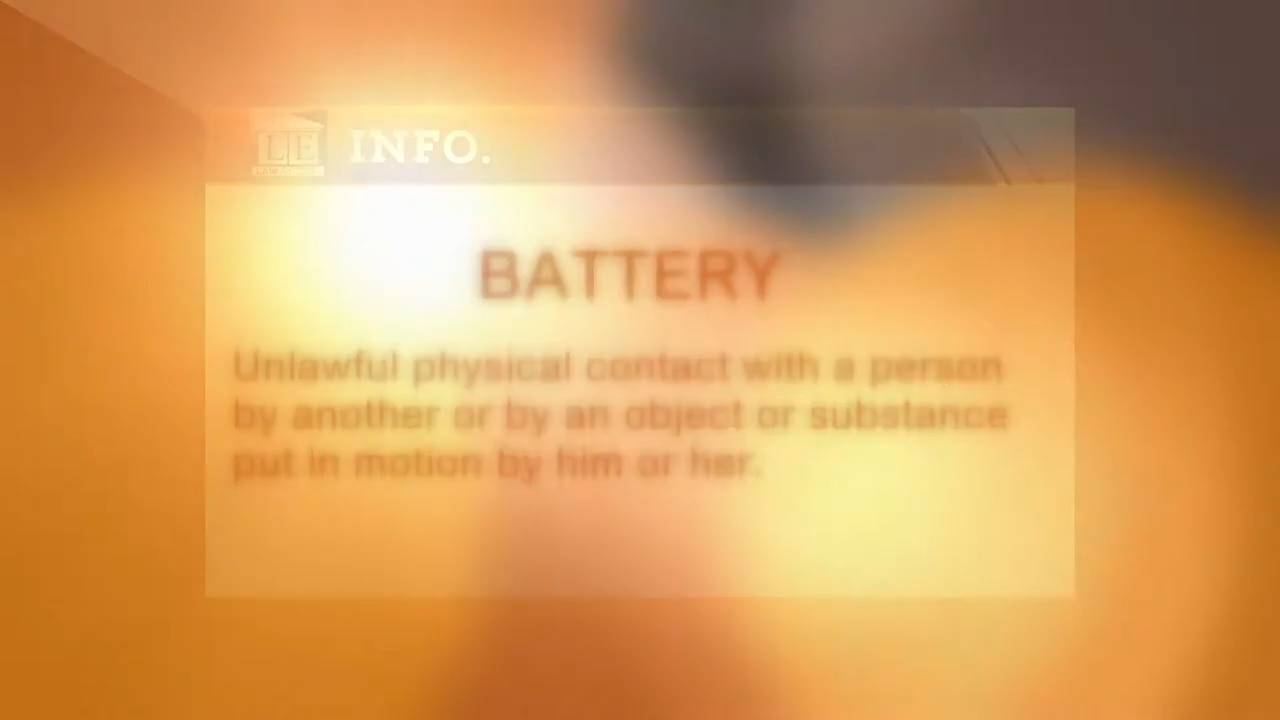 LE
LAW
INFO.
BATTERY
Unlawful physical contact with a person
by another or by an object or substance
put in motion by him or her.